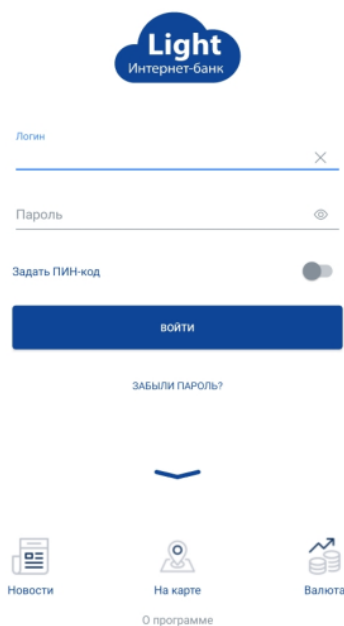 Light
Интернет-банк
Логин
Пароль
Задать ПИН-код
ВОЙТИ
ЗАБЫЛИ ПАРОЛЬ?
Новости
На карте
Валюта
О программе